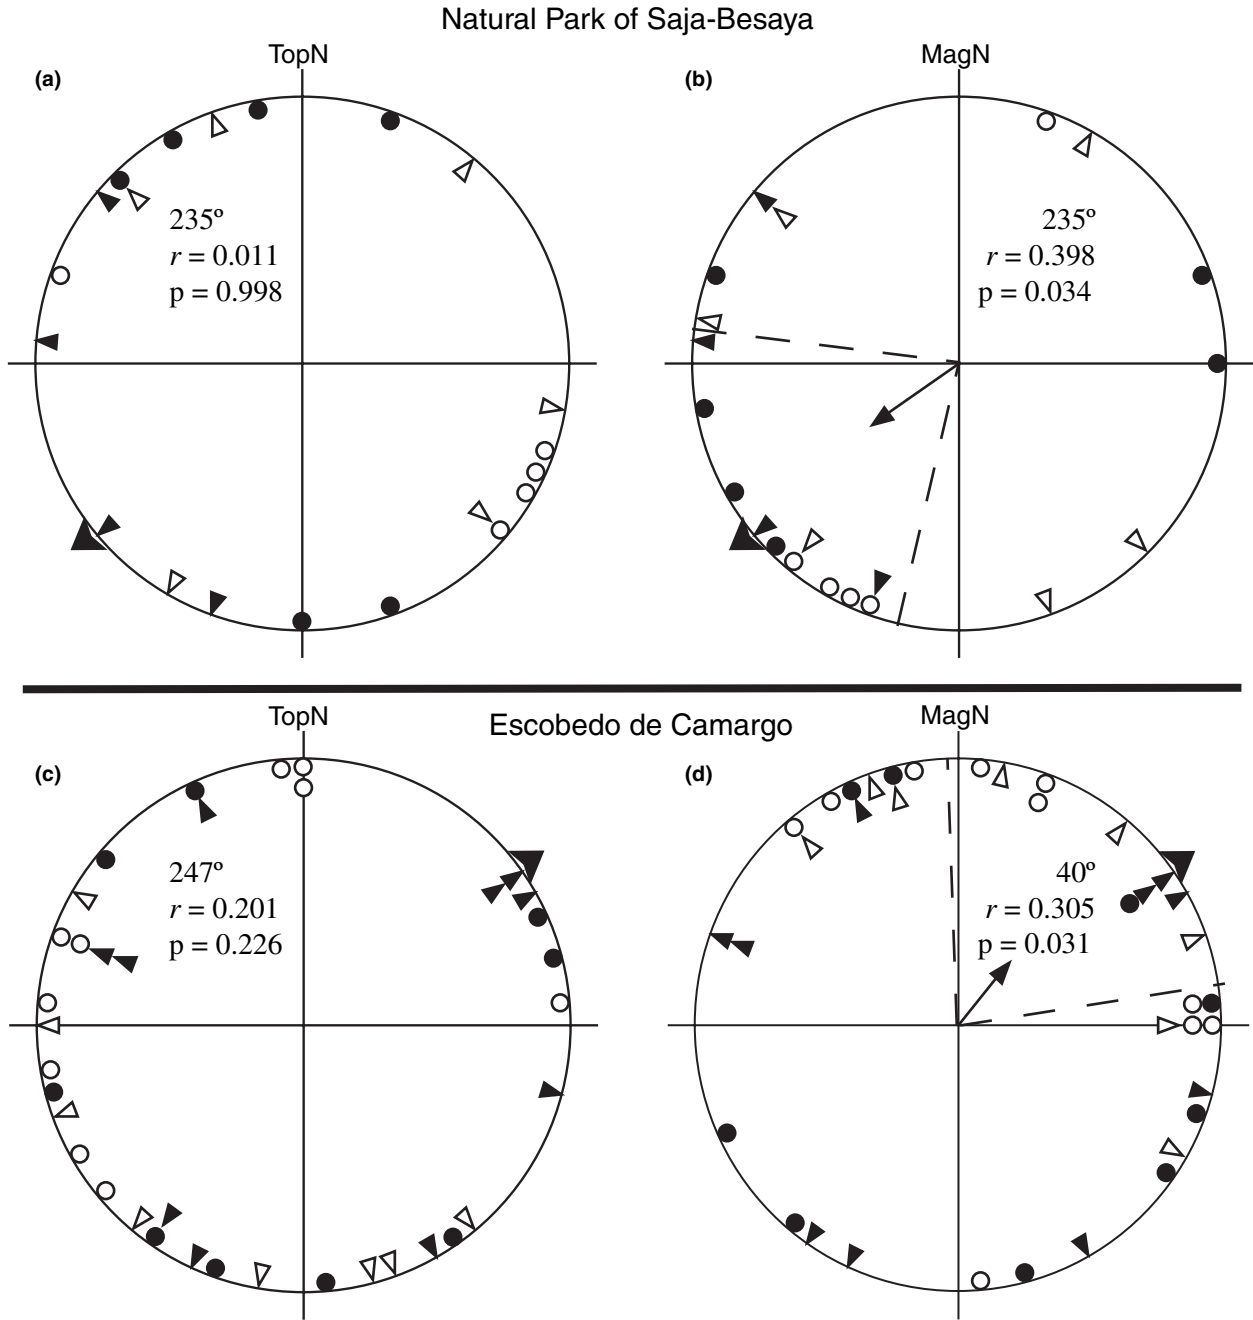 Natural Park of Saja-Besaya
TopN
MagN
(a)
(b)
235º
r = 0.011
p = 0.998
235º
r = 0.398
p = 0.034
TopN
Escobedo de Camargo
MagN
(c)
(d)
247º
r = 0.201
p = 0.226
40º
r = 0.305
p = 0.031